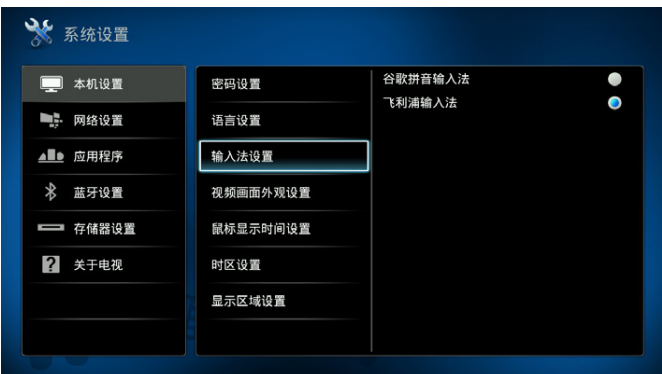 系统设置
本机设置
网络设置
应用程序
蓝牙设置
存储器设置
关于电视
密码设置
语言设置
输入法设置
视频画面外观设置
鼠标显示时间设置
时区设置
显示区域设置
谷歌拼音输入法
飞利浦输入法